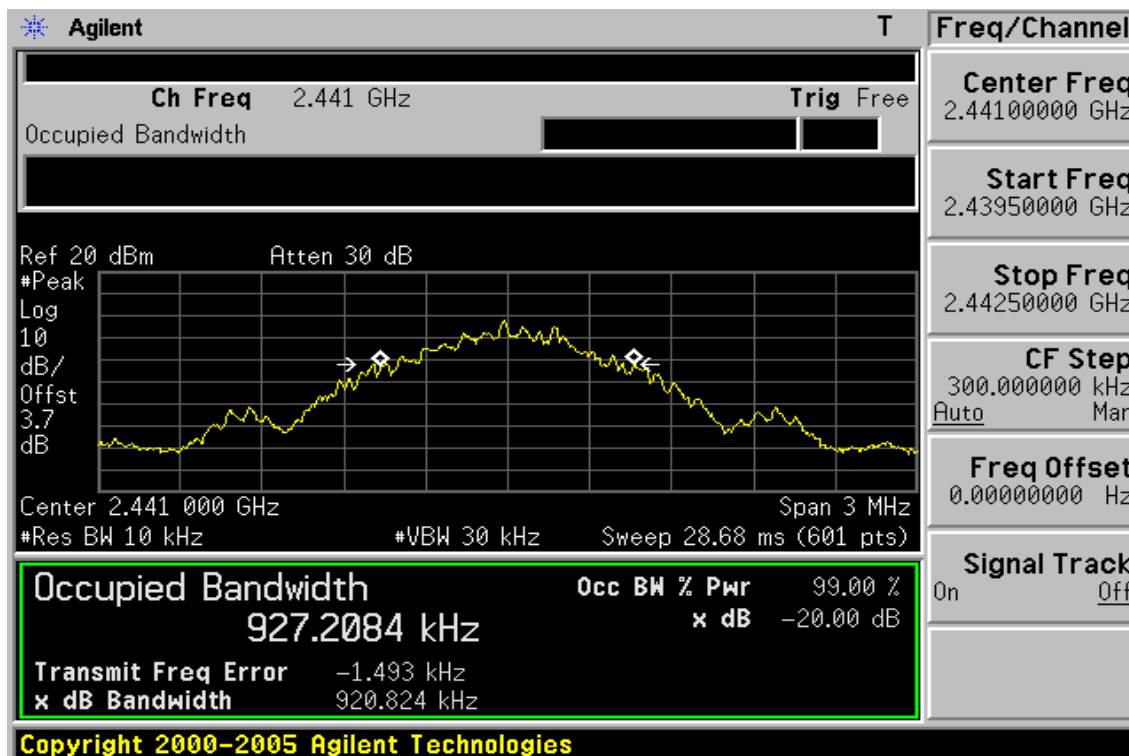 Agilent T
Ch Freq 2.441 GHz Trig Free
Occupied Bandwidth
Ref 20 dBm Atten 30 dB
#Peak
Log
10
dB/
Offst
3.7
dB
Center 2.441 000 GHz Span 3 MHz
#Res BW 10 kHz #VBW 30 kHz Sweep 28.68 ms (601 pts)
Occupied Bandwidth
927.2084 kHz
Occ BW % Pwr 99.00 %
x dB -20.00 dB
Transmit Freq Error -1.493 kHz
x dB Bandwidth 920.824 kHz
Copyright 2000-2005 Agilent Technologies
Freq/Channel
Center Freq
2.44100000 GHz
Start Freq
2.43950000 GHz
Stop Freq
2.44250000 GHz
CF Step
300.000000 kHz
Auto Man
Freq Offset
0.00000000 Hz
Signal Track
On Off